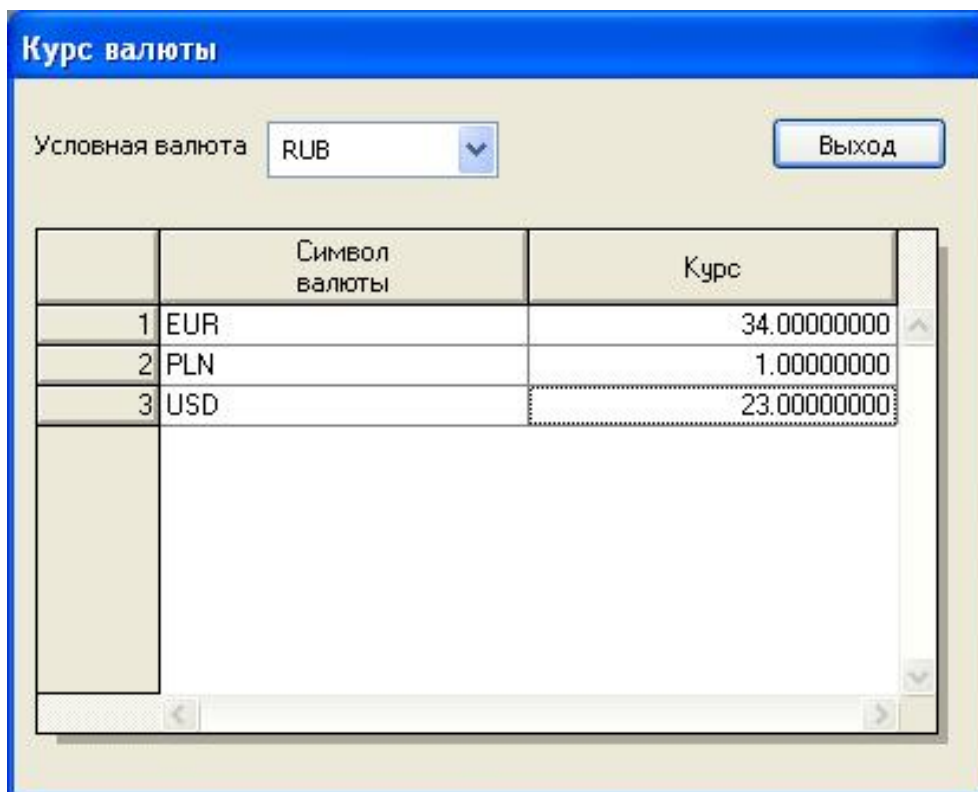 Курс валюты
Условная валюта RUB Выход
Символ валюты Курс
1 EUR 34.00000000
2 PLN 1.00000000
3 USD 23.00000000